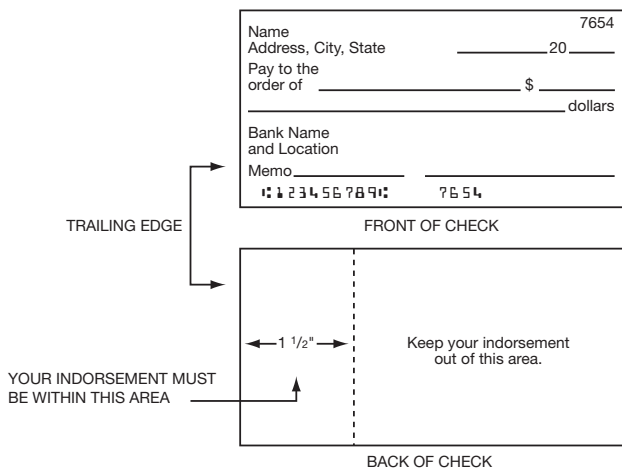 7654
Name
Address, City, State 20
Pay to the
order of $
dollars
Bank Name
and Location
Memo
⑆123456789⑆ 7654
TRAILING EDGE
FRONT OF CHECK
1 1/2"
Keep your indorsement
out of this area.
YOUR INDORSEMENT MUST
BE WITHIN THIS AREA
BACK OF CHECK